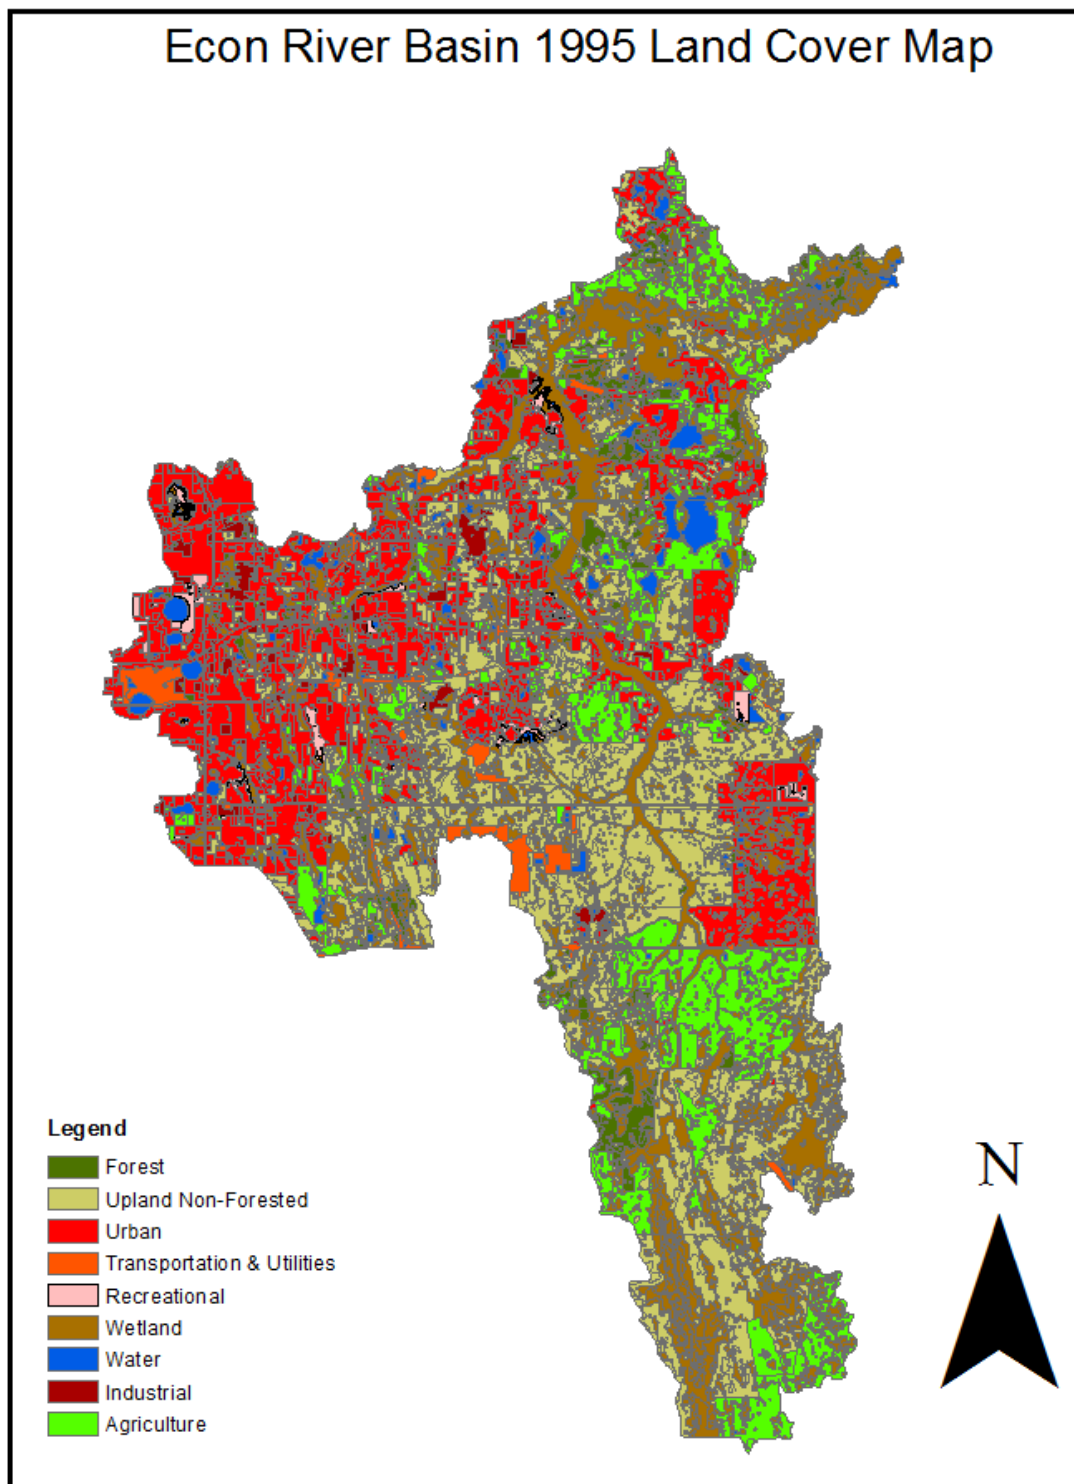 Econ River Basin 1995 Land Cover Map
Legend
Forest
Upland Non-Forested
Urban
Transportation & Utilities
Recreational
Wetland
Water
Industrial
Agriculture
N